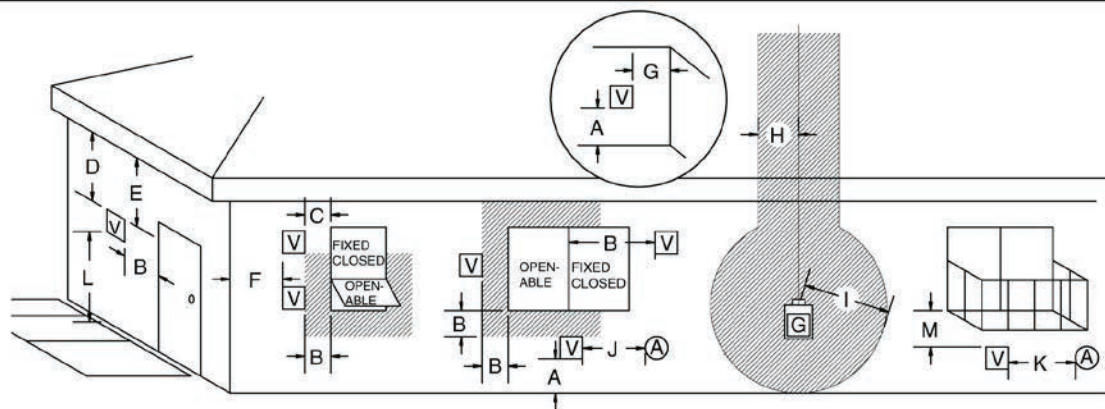 G
V
A
H
D
E
C
V
V
FIXED
CLOSED
B
V
L
B
F
V
OPEN-
ABLE
V
OPEN-
ABLE
FIXED
CLOSED
I
G
B
M
B
B
V
J
A
A
V
K
A